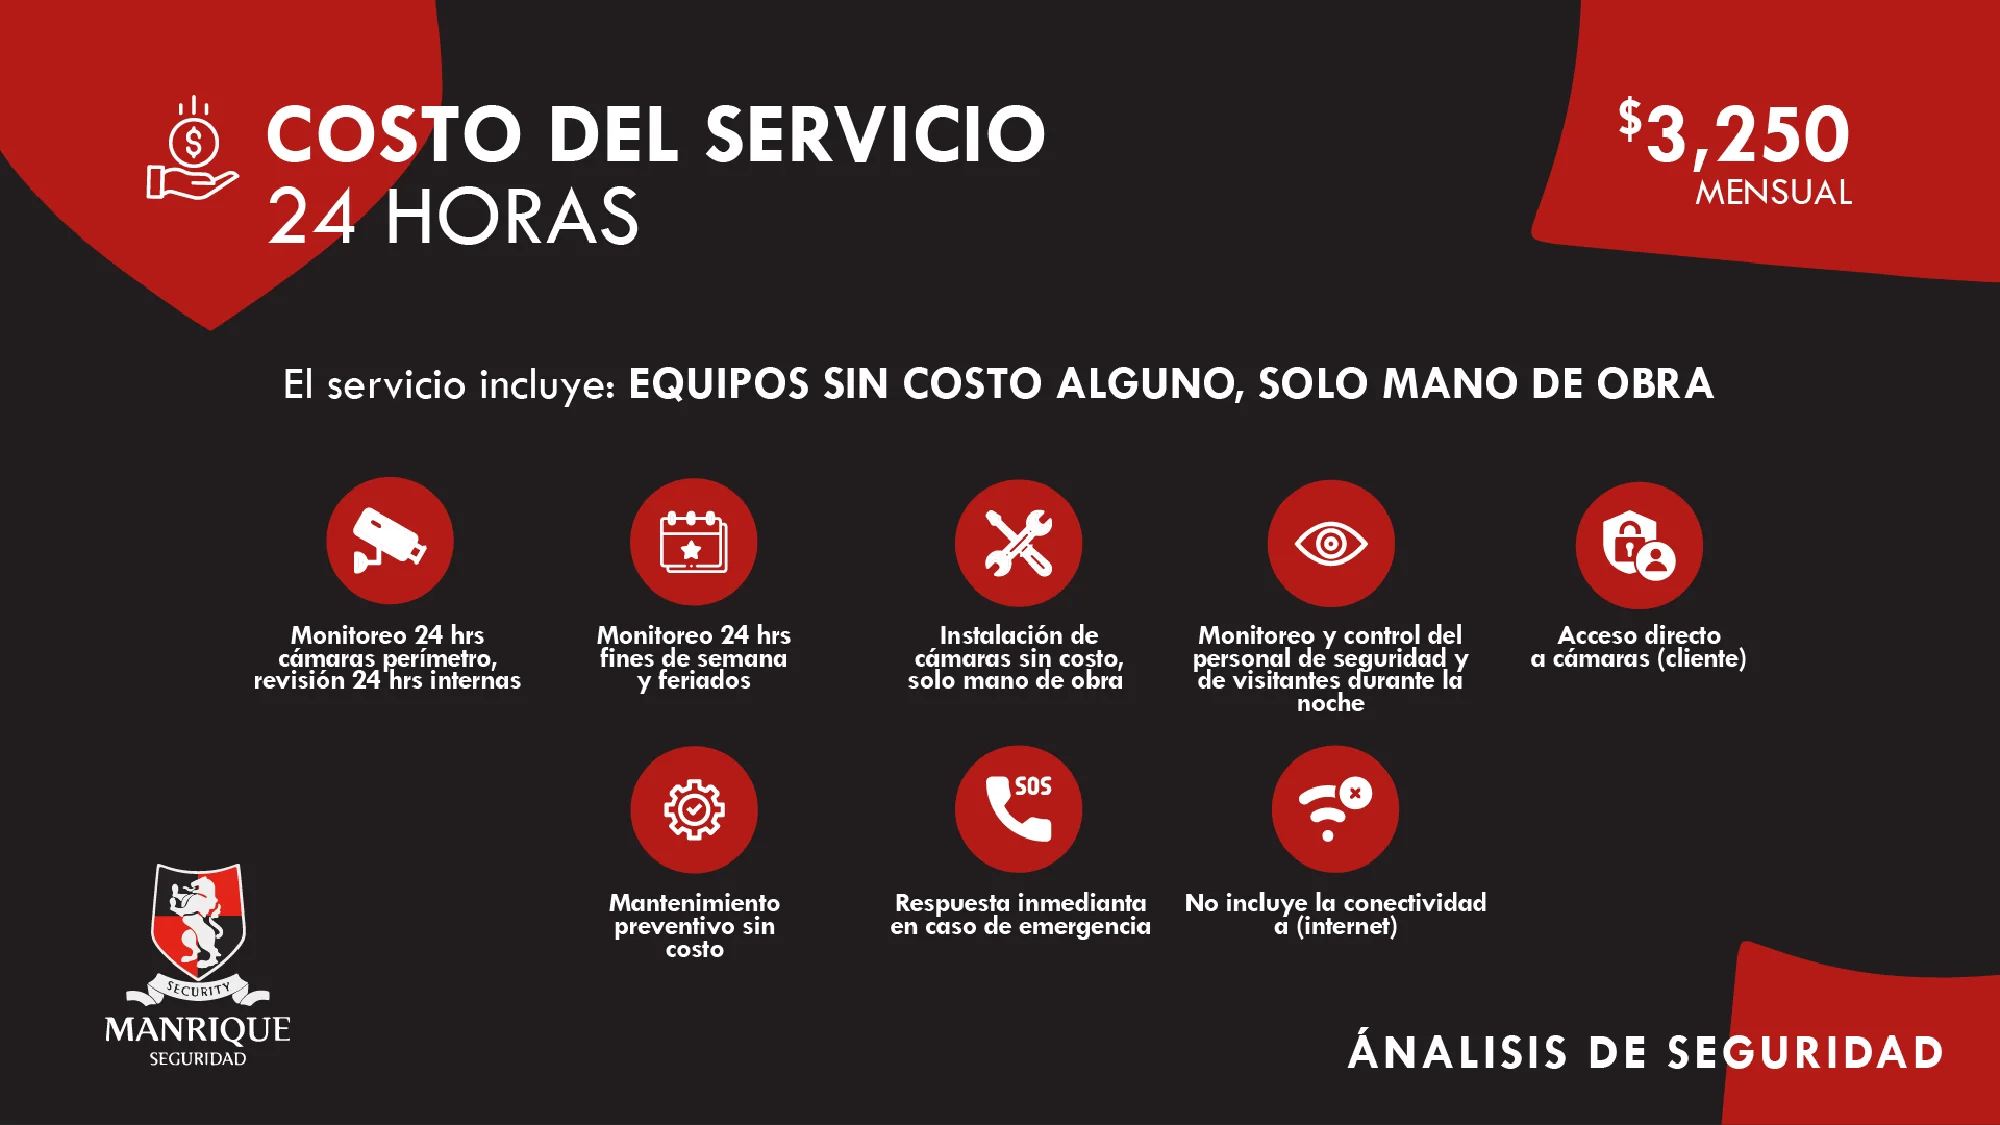 COSTO DEL SERVICIO
24 HORAS
$3,250
MENSUAL
El servicio incluye: EQUIPOS SIN COSTO ALGUNO, SOLO MANO DE OBRA
Monitoreo 24 hrs
cámaras perímetro,
revisión 24 hrs internas
Monitoreo 24 hrs
fines de semana
y feriados
Instalación de
cámaras sin costo,
solo mano de obra
Monitoreo y control del
personal de seguridad y
de visitantes durante la
noche
Acceso directo
a cámaras (cliente)
Mantenimiento
preventivo sin
costo
SOS
Respuesta inmedianta
en caso de emergencia
No incluye la conectividad
a (internet)
SECURITY
MANRIQUE
SEGURIDAD
ÁNALISIS DE SEGURIDAD